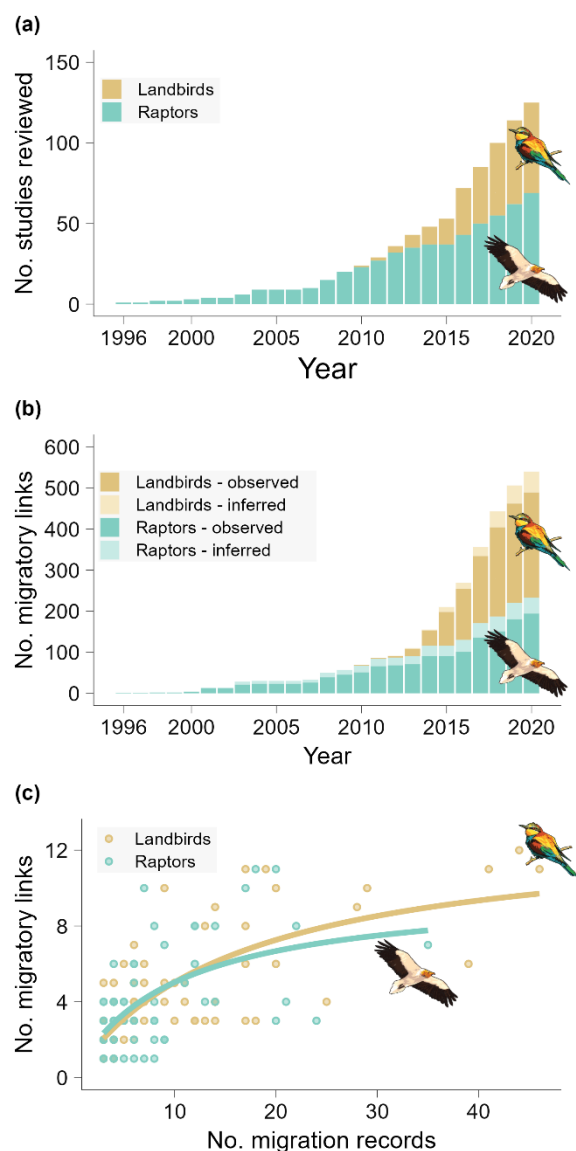 (a)
No. studies reviewed
150
100
50
0
Landbirds
Raptors
1996
2000
2005
2010
2015
2020
Year
(b)
No. migratory links
600
500
400
300
200
100
0
Landbirds - observed
Landbirds - inferred
Raptors - observed
Raptors - inferred
1996
2000
2005
2010
2015
2020
Year
(c)
No. migratory links
12
8
4
0
Landbirds
Raptors
10
20
30
40
No. migration records